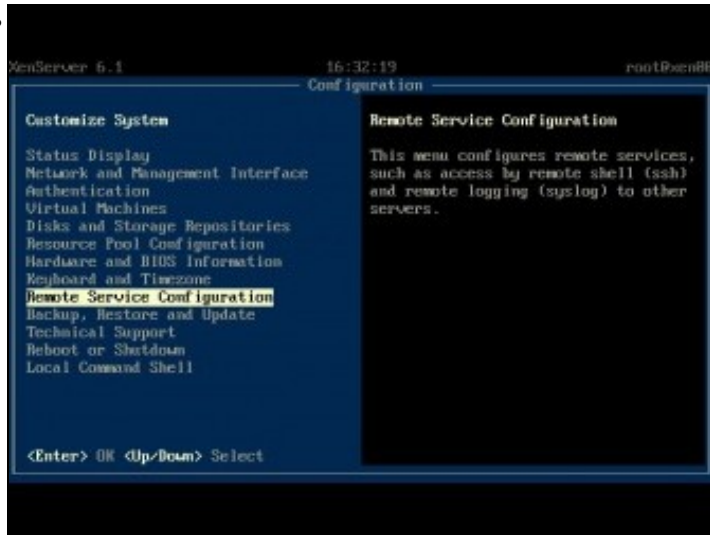 XenServer 6.1 16:32:19 root@xen0
Configuration
Customize System
Status Display
Network and Management Interface
Authentication
Virtual Machines
Disks and Storage Repositories
Resource Pool Configuration
Hardware and BIOS Information
Keyboard and Timezone
Remote Service Configuration
Backup, Restore and Update
Technical Support
Reboot or Shutdown
Local Command Shell
<Enter> OK <Up/Down> Select
Remote Service Configuration
This menu configures remote services,
such as access by remote shell (ssh)
and remote logging (syslog) to other
servers.